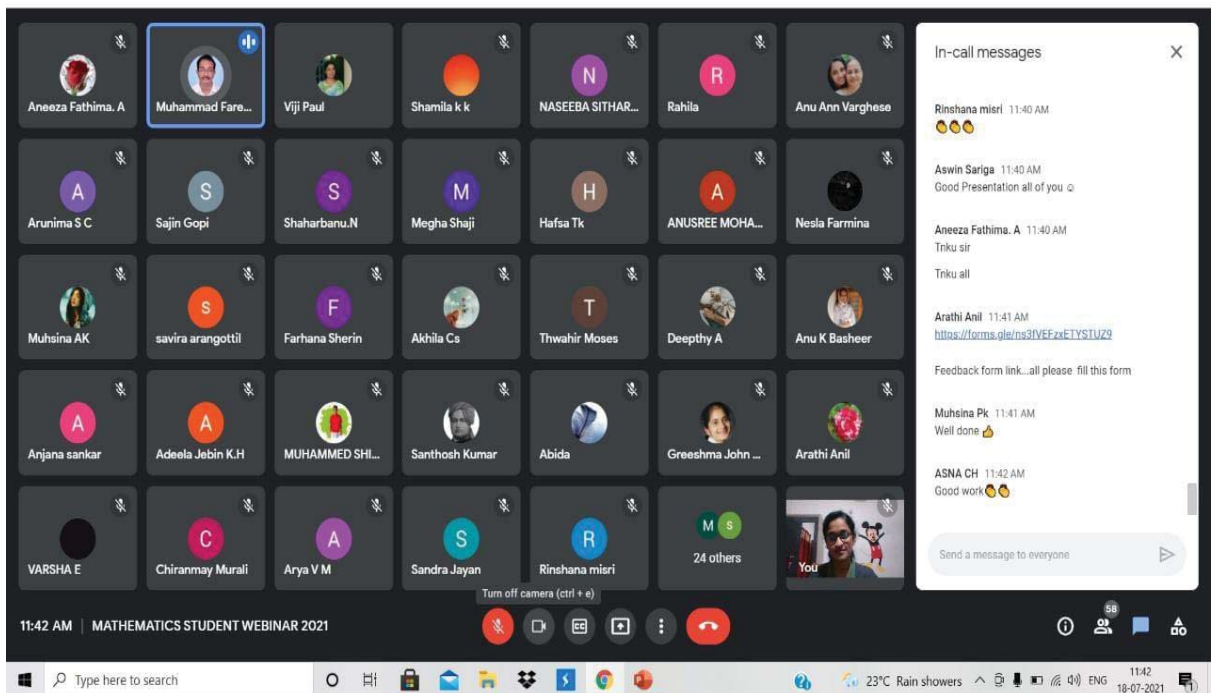 Aneeza Fathima. A
Muhammad Fare...
Viji Paul
Shamila k k
N
NASEEBA SITHAR...
R
Rahila
Anu Ann Varghese
A
Arunima S C
S
Sajin Gopi
S
Shaharbanu.N
M
Megha Shaji
H
Hafsa Tk
A
ANUSREE MOHA...
Nesla Farmina
Muhsina AK
s
savira arangottil
F
Farhana Sherin
Akhila Cs
T
Thwahir Moses
Deepthy A
Anu K Basheer
A
Anjana sankar
A
Adeela Jebin K.H
MUHAMMED SHI...
Santhosh Kumar
Abida
Greeshma John ...
Arathi Anil
VARSHA E
C
Chiranmay Murali
A
Arya V M
S
Sandra Jayan
R
Rinshana misri
M s
24 others
You
Turn off camera (ctrl + e)
11:42 AM | MATHEMATICS STUDENT WEBINAR 2021
CC
58
In-call messages
Rinshana misri 11:40 AM
👏👏👏
Aswin Sariga 11:40 AM
Good Presentation all of you ☺
Aneeza Fathima. A 11:40 AM
Tnku sir
Tnku all
Arathi Anil 11:41 AM
https://forms.gle/ns3fVEFzxETYSTUZ9
Feedback form link...all please fill this form
Muhsina Pk 11:41 AM
Well done 👍
ASNA CH 11:42 AM
Good work👏👏
Send a message to everyone
Type here to search
23°C Rain showers
ENG
11:42
18-07-2021